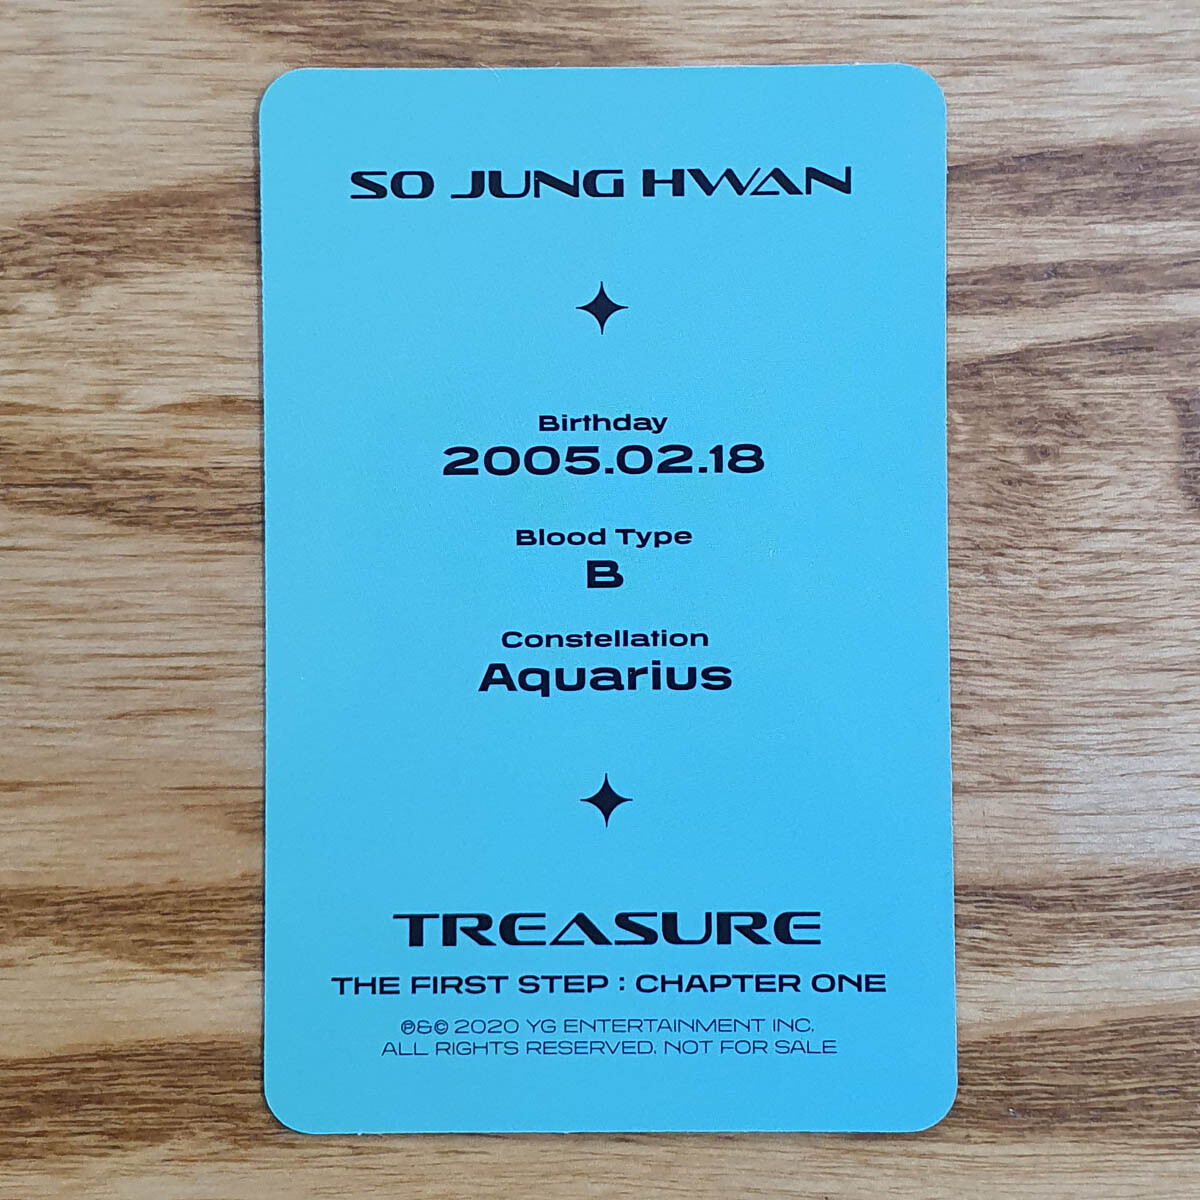 SO JUNG HWAN
Birthday
2005.02.18
Blood Type
B
Constellation
Aquarius
TREASURE
THE FIRST STEP : CHAPTER ONE
℗&© 2020 YG ENTERTAINMENT INC.
ALL RIGHTS RESERVED. NOT FOR SALE